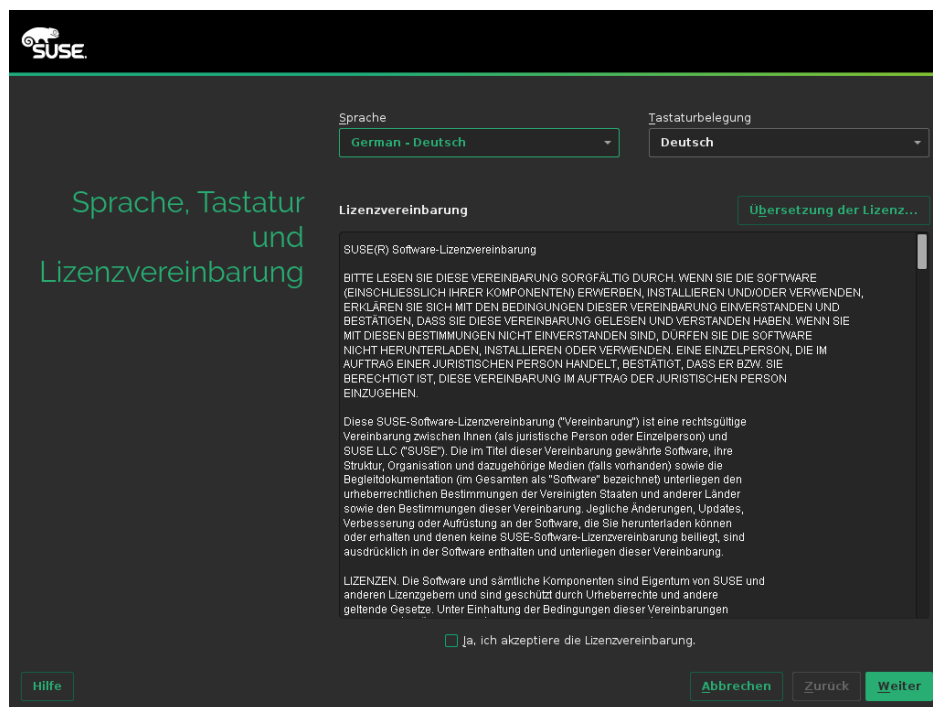 SUSE.
Sprache
Tastaturbelegung
German - Deutsch
Deutsch
Sprache, Tastatur
und
Lizenzvereinbarung
Lizenzvereinbarung
Übersetzung der Lizenz...
SUSE(R) Software-Lizenzvereinbarung
BITTE LESEN SIE DIESE VEREINBARUNG SORGFÄLTIG DURCH. WENN SIE DIE SOFTWARE
(EINSCHLIESSLICH IHRER KOMPONENTEN) ERWERBEN, INSTALLIEREN UND/ODER VERWENDEN,
ERKLÄREN SIE SICH MIT DEN BEDINGUNGEN DIESER VEREINBARUNG EINVERSTANDEN UND
BESTÄTIGEN, DASS SIE DIESE VEREINBARUNG GELESEN UND VERSTANDEN HABEN. WENN SIE
MIT DIESEN BESTIMMUNGEN NICHT EINVERSTANDEN SIND, DÜRFEN SIE DIE SOFTWARE
NICHT HERUNTERLADEN, INSTALLIEREN ODER VERWENDEN. EINE EINZELPERSON, DIE IM
AUFTRAG EINER JURISTISCHEN PERSON HANDELT, BESTÄTIGT, DASS ER BZW. SIE
BERECHTIGT IST, DIESE VEREINBARUNG IM AUFTRAG DER JURISTISCHEN PERSON
EINZUGEHEN.
Diese SUSE-Software-Lizenzvereinbarung ("Vereinbarung") ist eine rechtsgültige
Vereinbarung zwischen Ihnen (als juristische Person oder Einzelperson) und
SUSE LLC ("SUSE"). Die im Titel dieser Vereinbarung gewährte Software, ihre
Struktur, Organisation und dazugehörige Medien (falls vorhanden) sowie die
Begleitdokumentation (im Gesamten als "Software" bezeichnet) unterliegen den
urheberrechtlichen Bestimmungen der Vereinigten Staaten und anderer Länder
sowie den Bestimmungen dieser Vereinbarung. Jegliche Änderungen, Updates,
Verbesserung oder Aufrüstung an der Software, die Sie herunterladen können
oder erhalten und denen keine SUSE-Software-Lizenzvereinbarung beiliegt, sind
ausdrücklich in der Software enthalten und unterliegen dieser Vereinbarung.
LIZENZEN. Die Software und sämtliche Komponenten sind Eigentum von SUSE und
anderen Lizenzgebern und sind geschützt durch Urheberrechte und andere
geltende Gesetze. Unter Einhaltung der Bedingungen dieser Vereinbarungen
Ja, ich akzeptiere die Lizenzvereinbarung.
Hilfe
Abbrechen
Zurück
Weiter